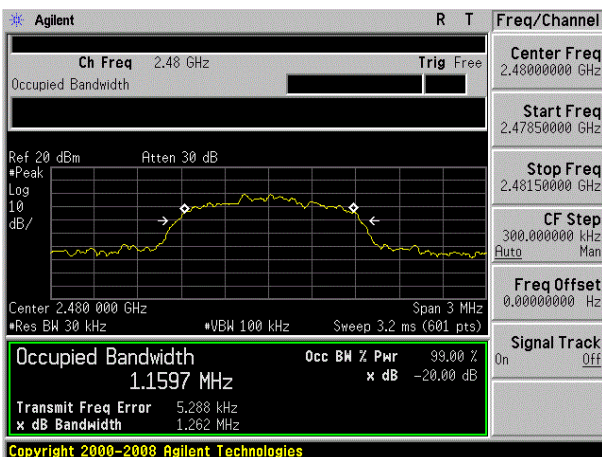 Agilent R T
Freq/Channel
Ch Freq 2.48 GHz Trig Free
Occupied Bandwidth
Center Freq
2.48000000 GHz
Start Freq
2.47850000 GHz
Stop Freq
2.48150000 GHz
CF Step
300.000000 kHz
Auto Man
Freq Offset
0.00000000 Hz
Signal Track
On Off
Ref 20 dBm Atten 30 dB
#Peak
Log
10
dB/
Center 2.480 000 GHz Span 3 MHz
#Res BW 30 kHz #VBW 100 kHz Sweep 3.2 ms (601 pts)
Occupied Bandwidth Occ BW % Pwr 99.00 %
1.1597 MHz x dB -20.00 dB
Transmit Freq Error 5.288 kHz
x dB Bandwidth 1.262 MHz
Copyright 2000-2008 Agilent Technologies